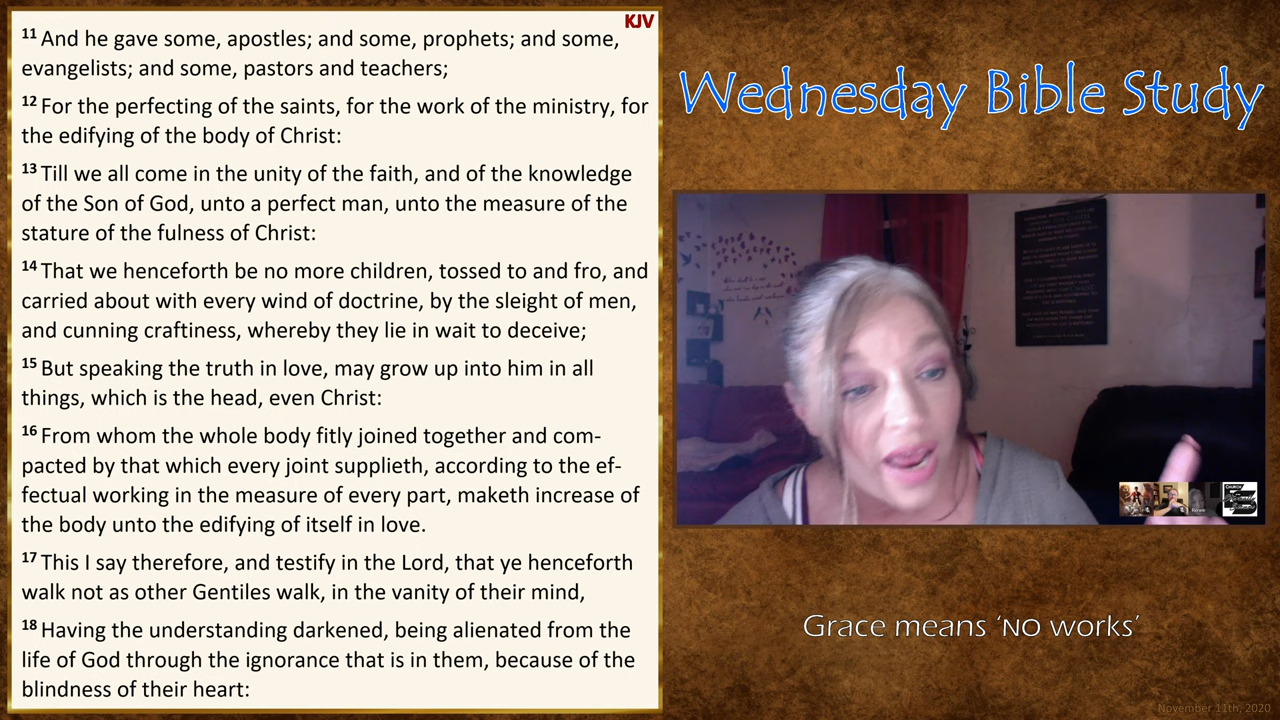 KJV
11 And he gave some, apostles; and some, prophets; and some,
evangelists; and some, pastors and teachers;
12 For the perfecting of the saints, for the work of the ministry, for
the edifying of the body of Christ:
13 Till we all come in the unity of the faith, and of the knowledge
of the Son of God, unto a perfect man, unto the measure of the
stature of the fulness of Christ:
14 That we henceforth be no more children, tossed to and fro, and
carried about with every wind of doctrine, by the sleight of men,
and cunning craftiness, whereby they lie in wait to deceive;
15 But speaking the truth in love, may grow up into him in all
things, which is the head, even Christ:
16 From whom the whole body fitly joined together and com-
pacted by that which every joint supplieth, according to the ef-
fectual working in the measure of every part, maketh increase of
the body unto the edifying of itself in love.
17 This I say therefore, and testify in the Lord, that ye henceforth
walk not as other Gentiles walk, in the vanity of their mind,
18 Having the understanding darkened, being alienated from the
life of God through the ignorance that is in them, because of the
blindness of their heart:
Wednesday Bible Study
Grace means ‘NO works’
November 11th, 2020